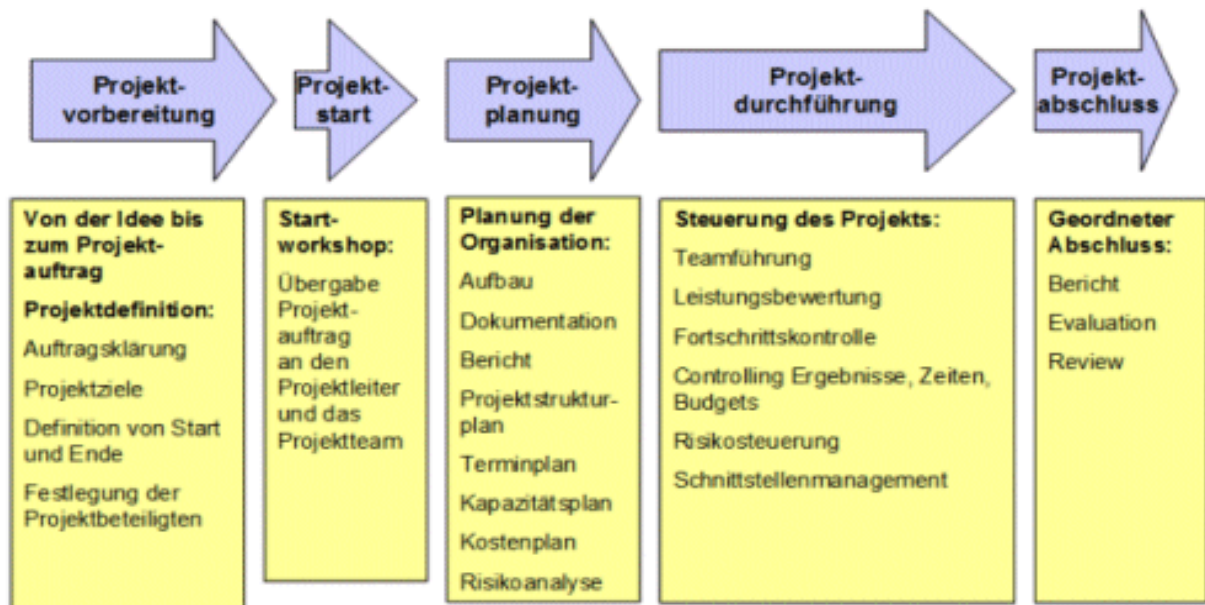 Projekt-
vorbereitung
Projekt-
start
Projekt-
planung
Projekt-
durchführung
Projekt-
abschluss
Von der Idee bis
zum Projekt-
auftrag
Projektdefinition:
Auftragsklärung
Projektziele
Definition von Start
und Ende
Festlegung der
Projektbeteiligten
Start-
workshop:
Übergabe
Projekt-
auftrag
an den
Projektleiter
und das
Projektteam
Planung der
Organisation:
Aufbau
Dokumentation
Bericht
Projektstruktur-
plan
Terminplan
Kapazitätsplan
Kostenplan
Risikoanalyse
Steuerung des Projekts:
Teamführung
Leistungsbewertung
Fortschrittskontrolle
Controlling Ergebnisse, Zeiten,
Budgets
Risikosteuerung
Schnittstellenmanagement
Geordneter
Abschluss:
Bericht
Evaluation
Review